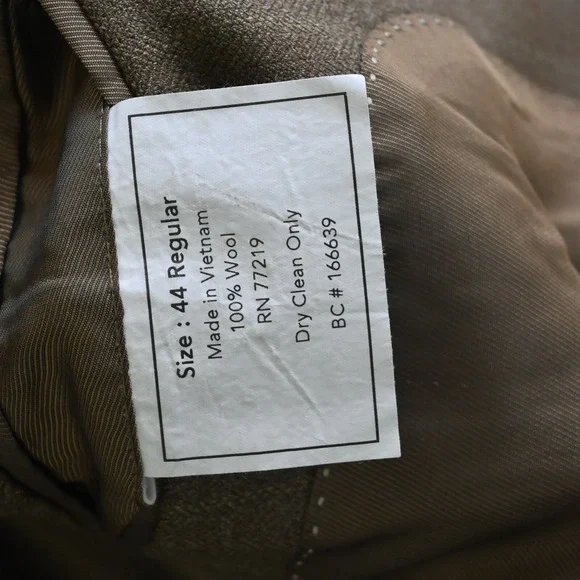 Size : 44 Regular
Made in Vietnam
100% Wool
RN 77219
Dry Clean Only
BC # 166639